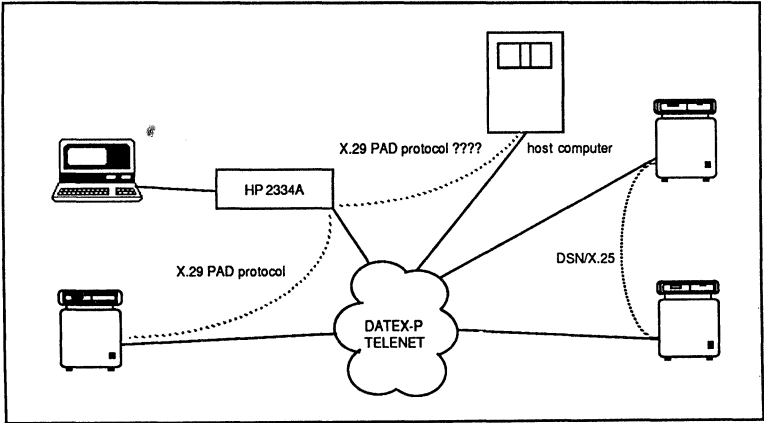 X.29 PAD protocol ????
host computer
HP 2334A
DSN/X.25
X.29 PAD protocol
DATEX-P
TELENET